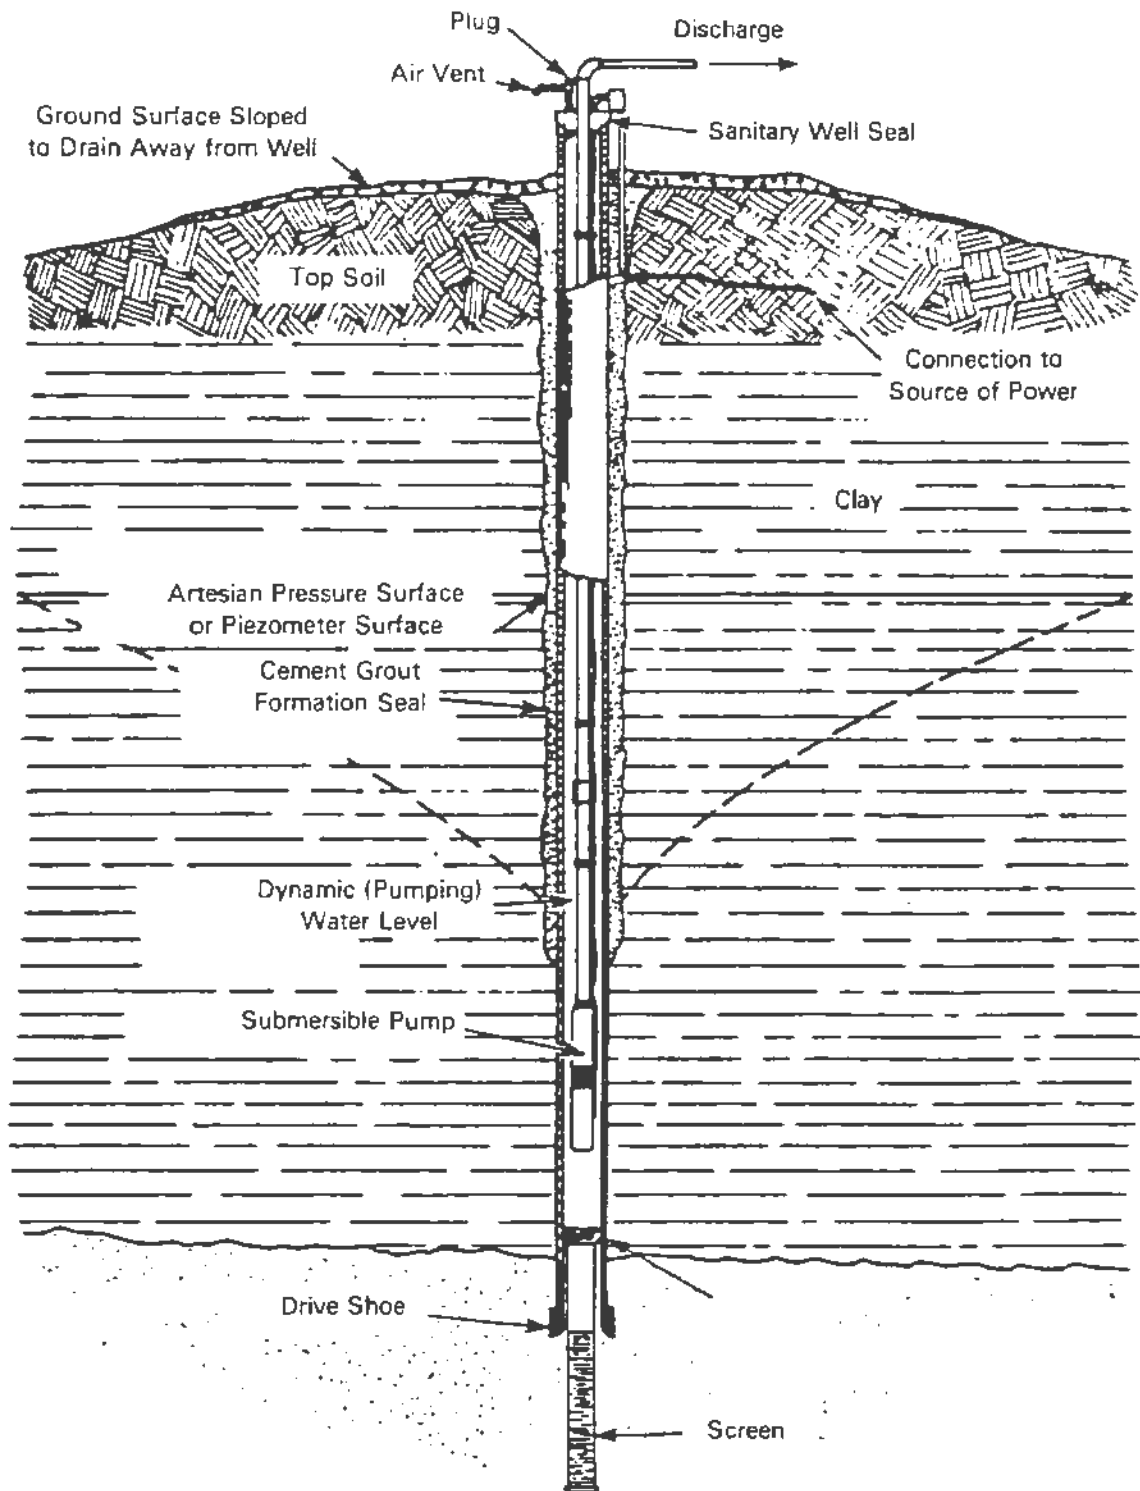 Plug
Discharge
Air Vent
Ground Surface Sloped
to Drain Away from Well
Sanitary Well Seal
Top Soil
Connection to
Source of Power
Clay
Artesian Pressure Surface
or Piezometer Surface
Cement Grout
Formation Seal
Dynamic (Pumping)
Water Level
Submersible Pump
Drive Shoe
Screen